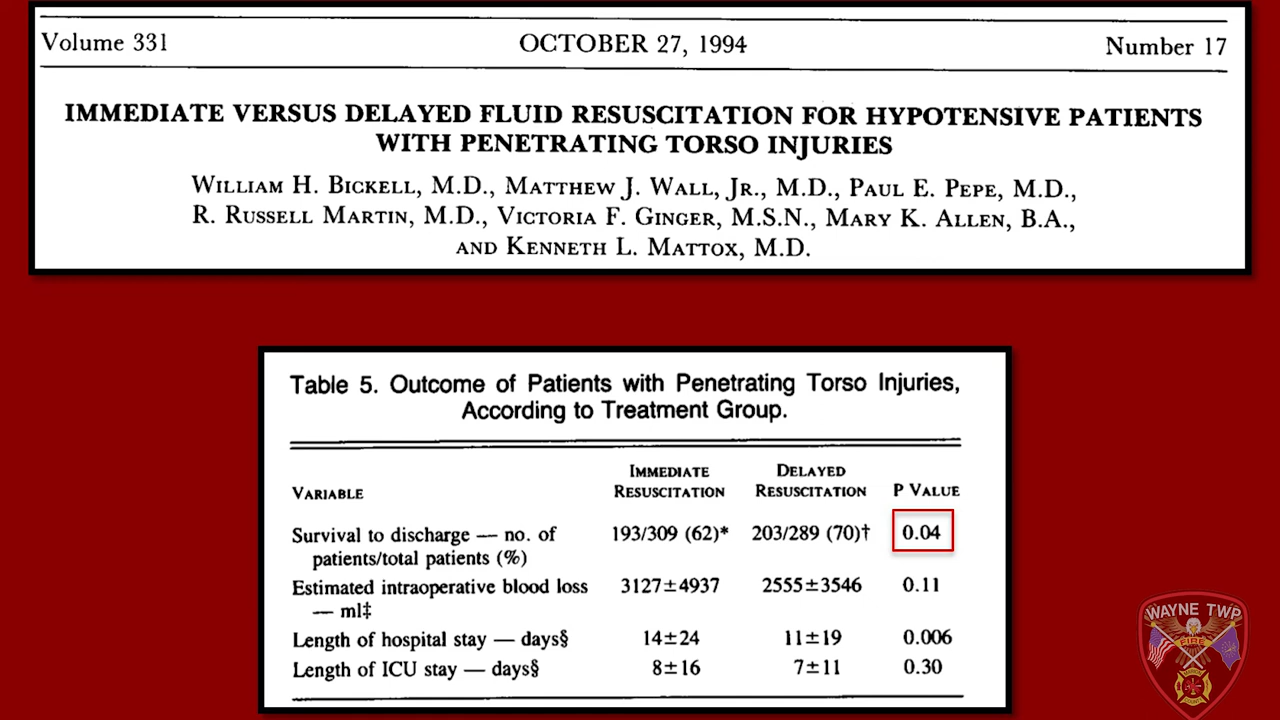 Volume 331 OCTOBER 27, 1994 Number 17
IMMEDIATE VERSUS DELAYED FLUID RESUSCITATION FOR HYPOTENSIVE PATIENTS
WITH PENETRATING TORSO INJURIES
WILLIAM H. BICKELL, M.D., MATTHEW J. WALL, JR., M.D., PAUL E. PEPE, M.D.,
R. RUSSELL MARTIN, M.D., VICTORIA F. GINGER, M.S.N., MARY K. ALLEN, B.A.,
AND KENNETH L. MATTOX, M.D.
Table 5. Outcome of Patients with Penetrating Torso Injuries,
According to Treatment Group.
IMMEDIATE DELAYED
VARIABLE RESUSCITATION RESUSCITATION P VALUE
Survival to discharge — no. of 193/309 (62)* 203/289 (70)† 0.04
patients/total patients (%)
Estimated intraoperative blood loss 3127±4937 2555±3546 0.11
— ml‡
Length of hospital stay — days§ 14±24 11±19 0.006
Length of ICU stay — days§ 8±16 7±11 0.30
WAYNE TWP
FIRE